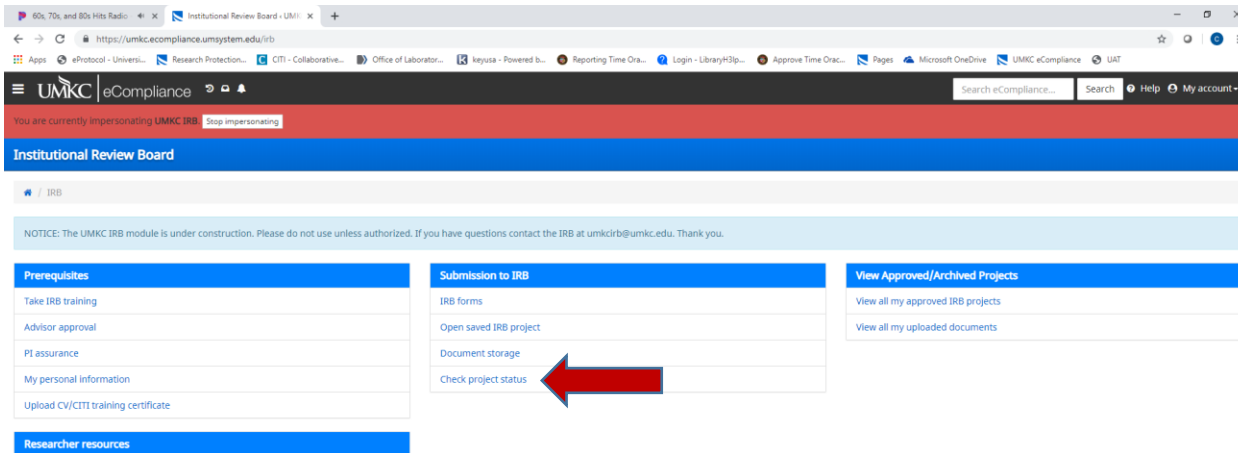 60s, 70s, and 80s Hits Radio
Institutional Review Board ‹ UMK
https://umkc.ecompliance.umsystem.edu/irb
Apps eProtocol - Universi... Research Protection... CITI - Collaborative... Office of Laborator... keyusa - Powered b... Reporting Time Ora... Login - LibraryH3lp... Approve Time Orac... Pages Microsoft OneDrive UMKC eCompliance UAT
UMKC eCompliance Search eCompliance... Search Help My account
You are currently impersonating UMKC IRB. Stop impersonating
Institutional Review Board
/ IRB
NOTICE: The UMKC IRB module is under construction. Please do not use unless authorized. If you have questions contact the IRB at umkcirb@umkc.edu. Thank you.
Prerequisites
Take IRB training
Advisor approval
PI assurance
My personal information
Upload CV/CITI training certificate
Researcher resources
Submission to IRB
IRB forms
Open saved IRB project
Document storage
Check project status
View Approved/Archived Projects
View all my approved IRB projects
View all my uploaded documents